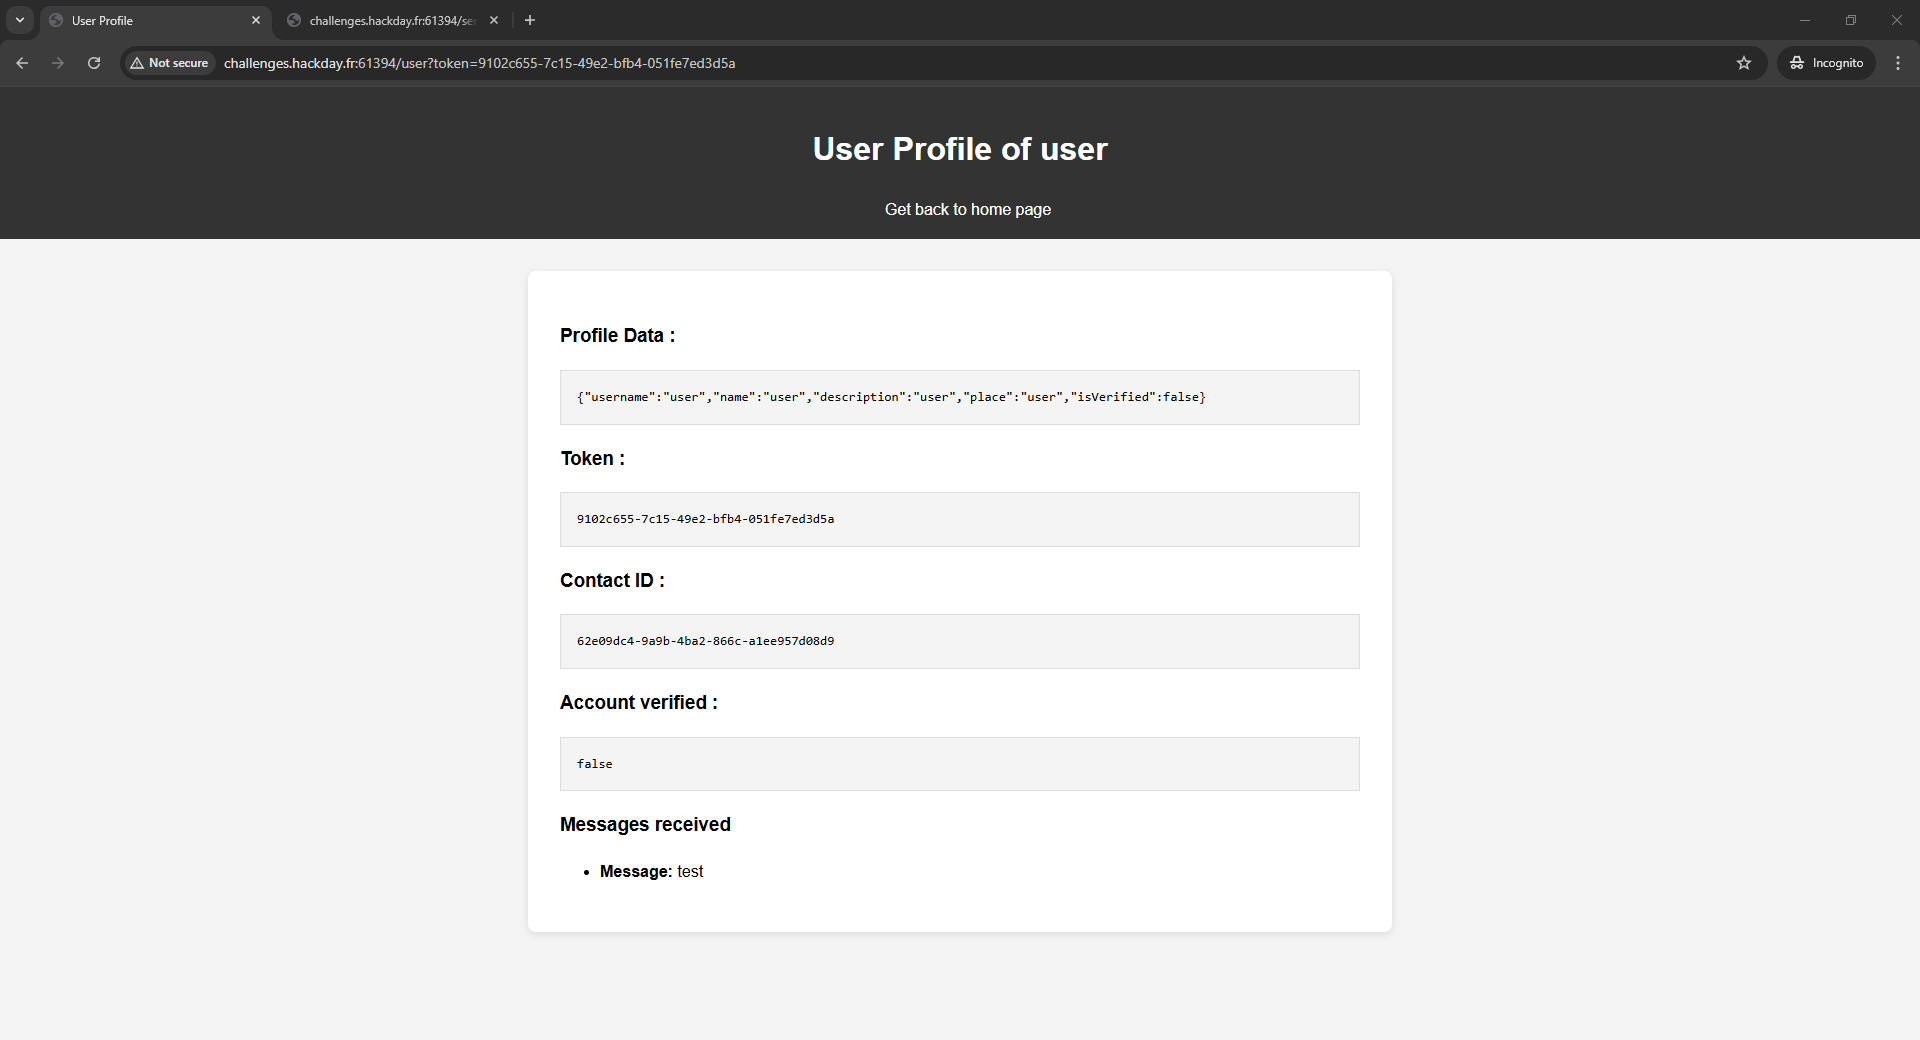 User Profile
challenges.hackday.fr:61394/se
Not secure
challenges.hackday.fr:61394/user?token=9102c655-7c15-49e2-bfb4-051fe7ed3d5a
Incognito
User Profile of user
Get back to home page
Profile Data :
{"username":"user","name":"user","description":"user","place":"user","isVerified":false}
Token :
9102c655-7c15-49e2-bfb4-051fe7ed3d5a
Contact ID :
62e09dc4-9a9b-4ba2-866c-a1ee957d08d9
Account verified :
false
Messages received
• Message: test